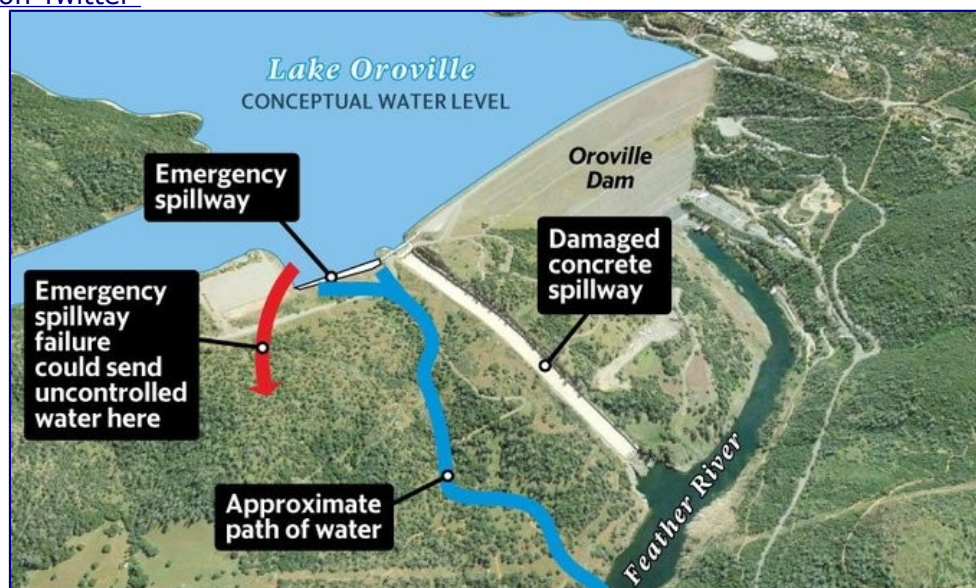 on Twitter
Lake Oroville
CONCEPTUAL WATER LEVEL
Oroville
Dam
Emergency
spillway
Damaged
concrete
spillway
Emergency
spillway
failure
could send
uncontrolled
water here
Approximate
path of water
Feather River